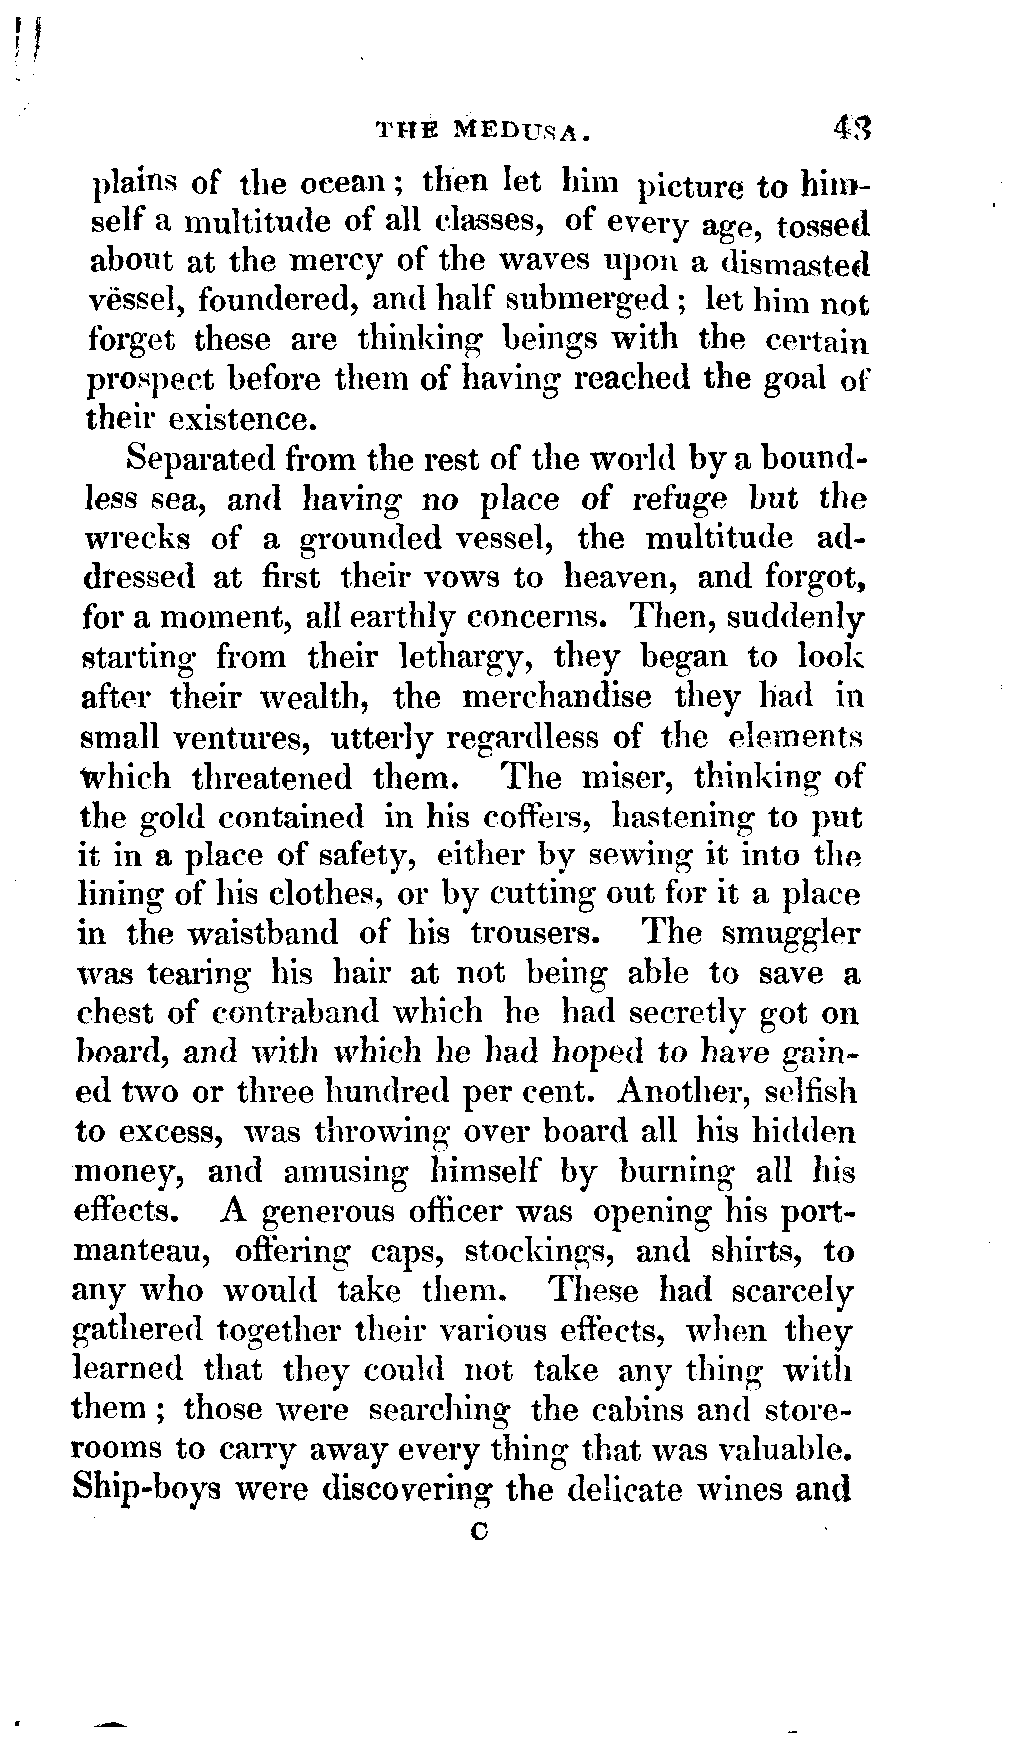 THE MEDUSA. 43
plains of the ocean; then let him picture to him-
self a multitude of all classes, of every age, tossed
about at the mercy of the waves upon a dismasted
vessel, foundered, and half submerged; let him not
forget these are thinking beings with the certain
prospect before them of having reached the goal of
their existence.
Separated from the rest of the world by a bound-
less sea, and having no place of refuge but the
wrecks of a grounded vessel, the multitude ad-
dressed at first their vows to heaven, and forgot,
for a moment, all earthly concerns. Then, suddenly
starting from their lethargy, they began to look
after their wealth, the merchandise they had in
small ventures, utterly regardless of the elements
which threatened them. The miser, thinking of
the gold contained in his coffers, hastening to put
it in a place of safety, either by sewing it into the
lining of his clothes, or by cutting out for it a place
in the waistband of his trousers. The smuggler
was tearing his hair at not being able to save a
chest of contraband which he had secretly got on
board, and with which he had hoped to have gain-
ed two or three hundred per cent. Another, selfish
to excess, was throwing over board all his hidden
money, and amusing himself by burning all his
effects. A generous officer was opening his port-
manteau, offering caps, stockings, and shirts, to
any who would take them. These had scarcely
gathered together their various effects, when they
learned that they could not take any thing with
them; those were searching the cabins and store-
rooms to carry away every thing that was valuable.
Ship-boys were discovering the delicate wines and
C